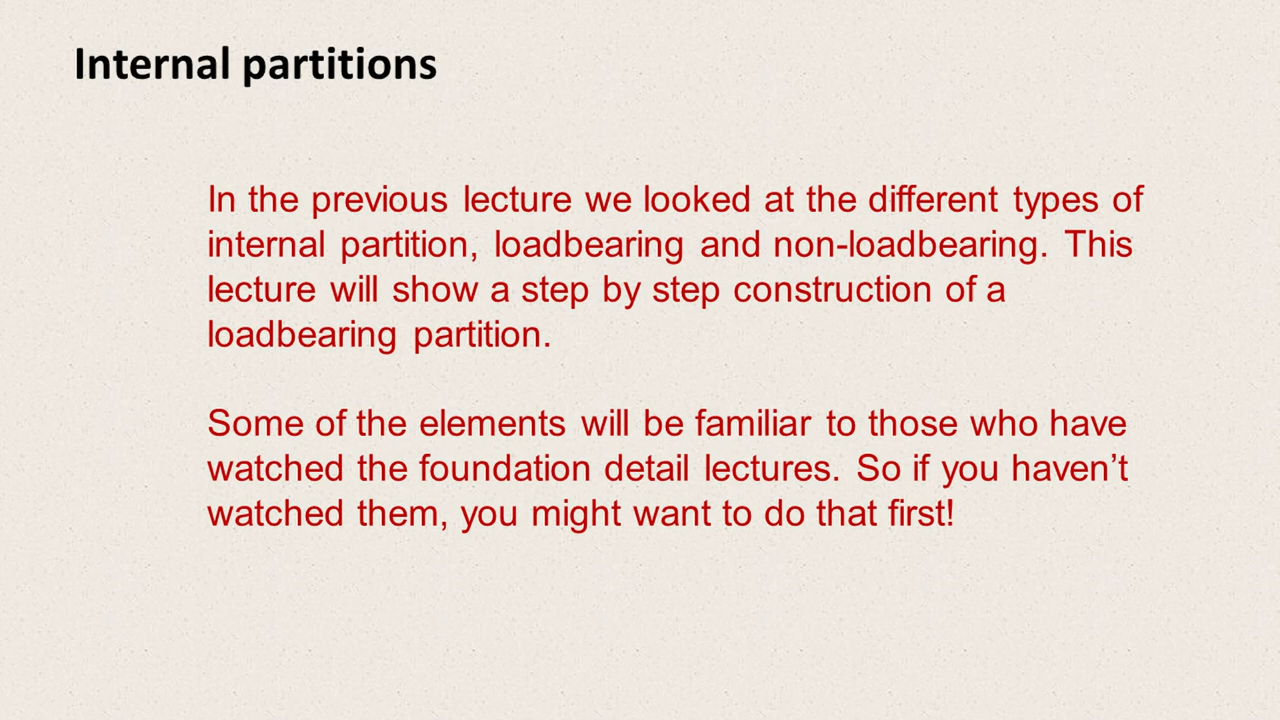 Internal partitions
In the previous lecture we looked at the different types of
internal partition, loadbearing and non-loadbearing. This
lecture will show a step by step construction of a
loadbearing partition.
Some of the elements will be familiar to those who have
watched the foundation detail lectures. So if you haven’t
watched them, you might want to do that first!